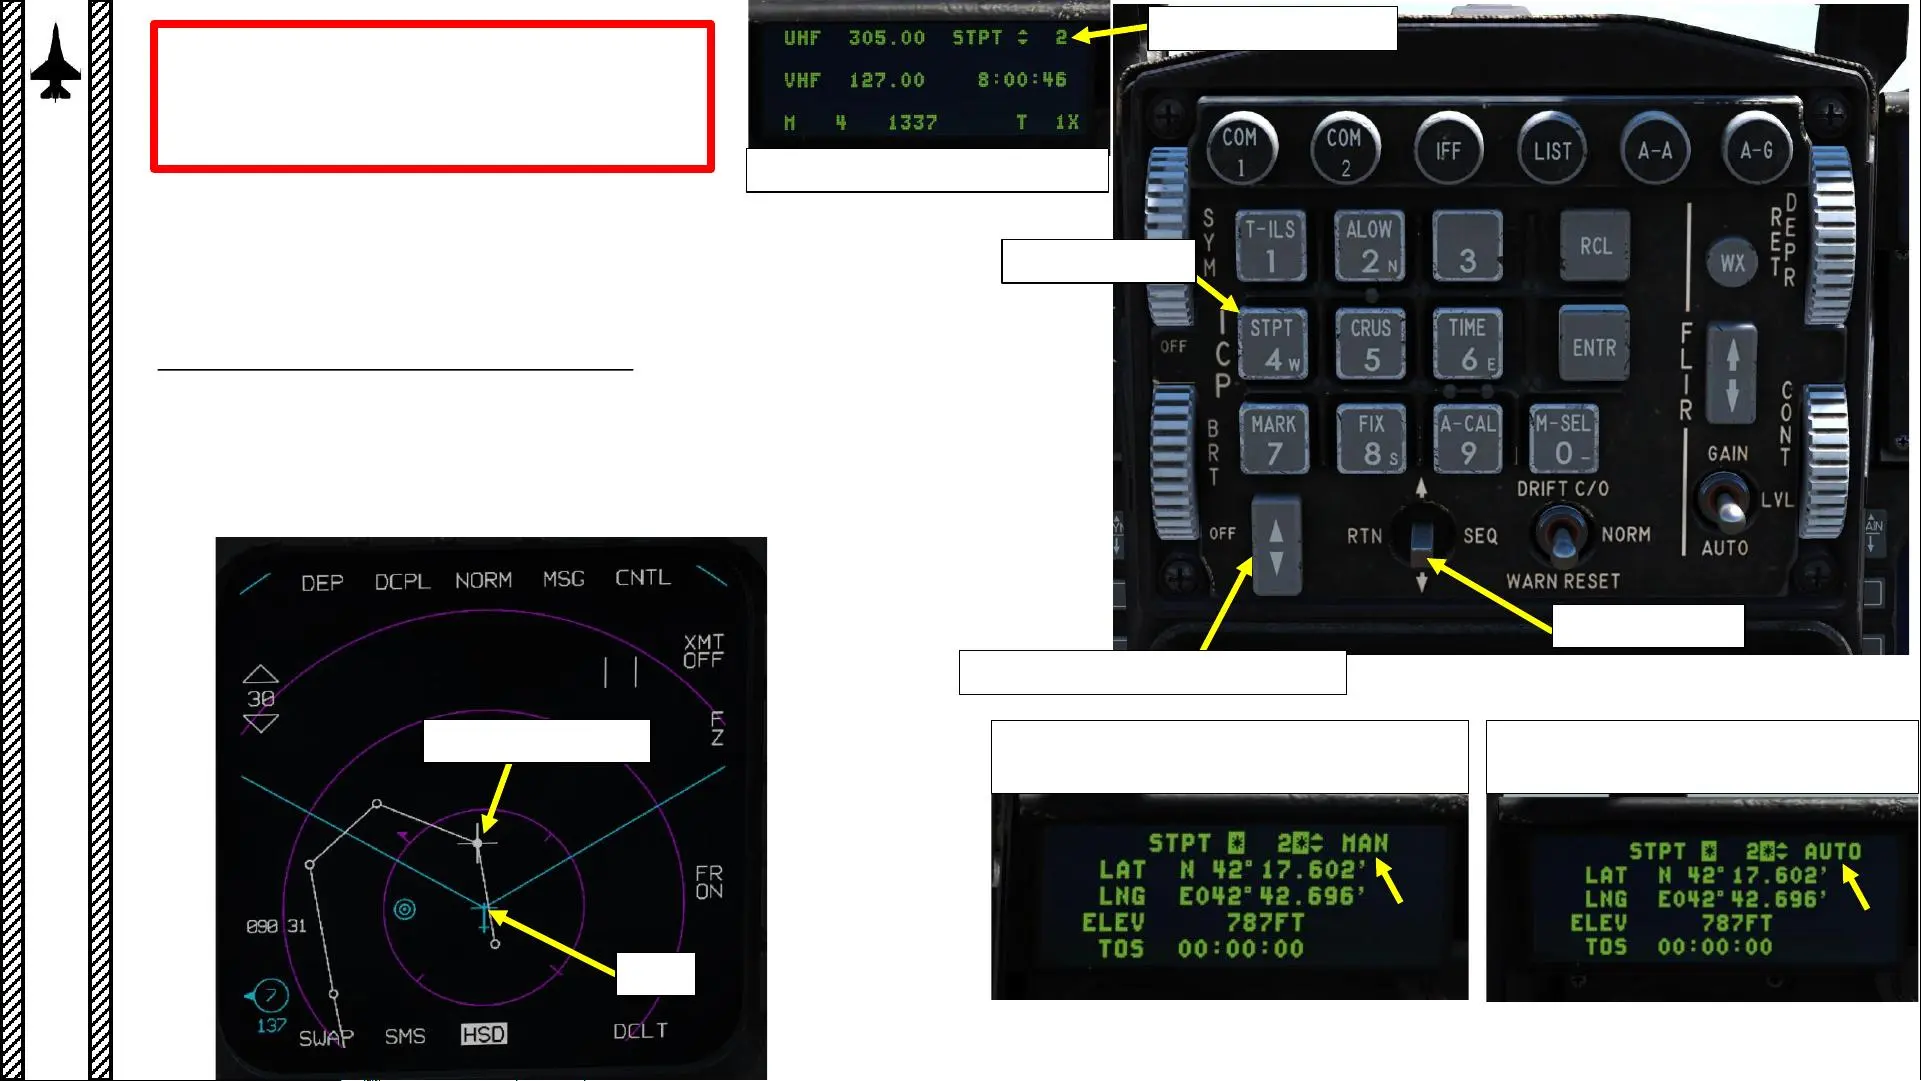 UHF 305.00 STPT 2
VHF 127.00 8:00:46
M 4 1337 T 1X
COM 1
COM 2
IFF
LIST
A-A
A-G
SYM
T-ILS 1
ALOW 2 N
3
RCL
WX
RET
DEPR
OFF
ICP
STPT 4 W
CRUS 5
TIME 6 E
ENTR
FLIR
BRT
MARK 7
FIX 8 S
A-CAL 9
M-SEL 0 -
CONT
GAIN
LVL
AUTO
OFF
RTN
SEQ
DRIFT C/O
NORM
WARN RESET
DEP DCPL NORM MSG CNTL
XMT
OFF
30
F
Z
FR
ON
090 31
7
137
SWAP SMS HSD DCLT
STPT * 2* MAN
LAT N 42° 17.602'
LNG E042° 42.696'
ELEV 787FT
TOS 00:00:00
STPT * 2* AUTO
LAT N 42° 17.602'
LNG E042° 42.696'
ELEV 787FT
TOS 00:00:00